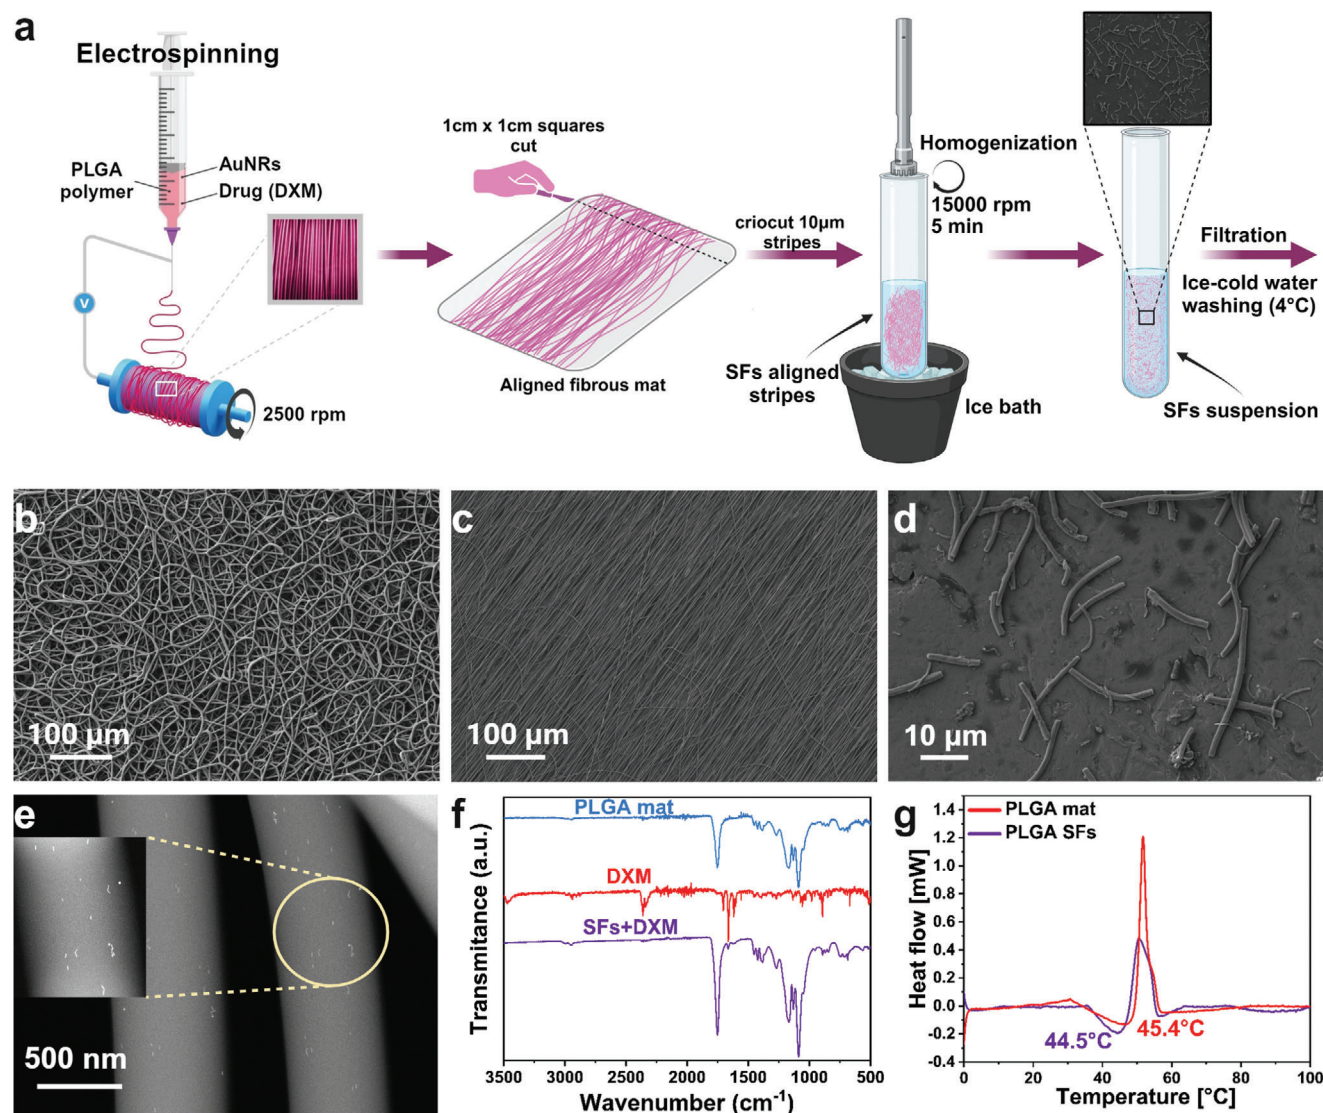 a
Electrospinning
PLGA
polymer
AuNRs
Drug (DXM)
V
2500 rpm
1cm x 1cm squares
cut
Aligned fibrous mat
criocut 10µm
stripes
Homogenization
15000 rpm
5 min
SFs aligned
stripes
Ice bath
Filtration
Ice-cold water
washing (4°C)
SFs suspension
b
100 µm
c
100 µm
d
10 µm
e
500 nm
f
PLGA mat
DXM
SFs+DXM
Transmitance (a.u.)
3500 3000 2500 2000 1500 1000 500
Wavenumber (cm-1)
g
PLGA mat
PLGA SFs
Heat flow [mW]
1.4
1.2
1.0
0.8
0.6
0.4
0.2
0.0
-0.2
-0.4
44.5°C
45.4°C
0 20 40 60 80 100
Temperature [°C]